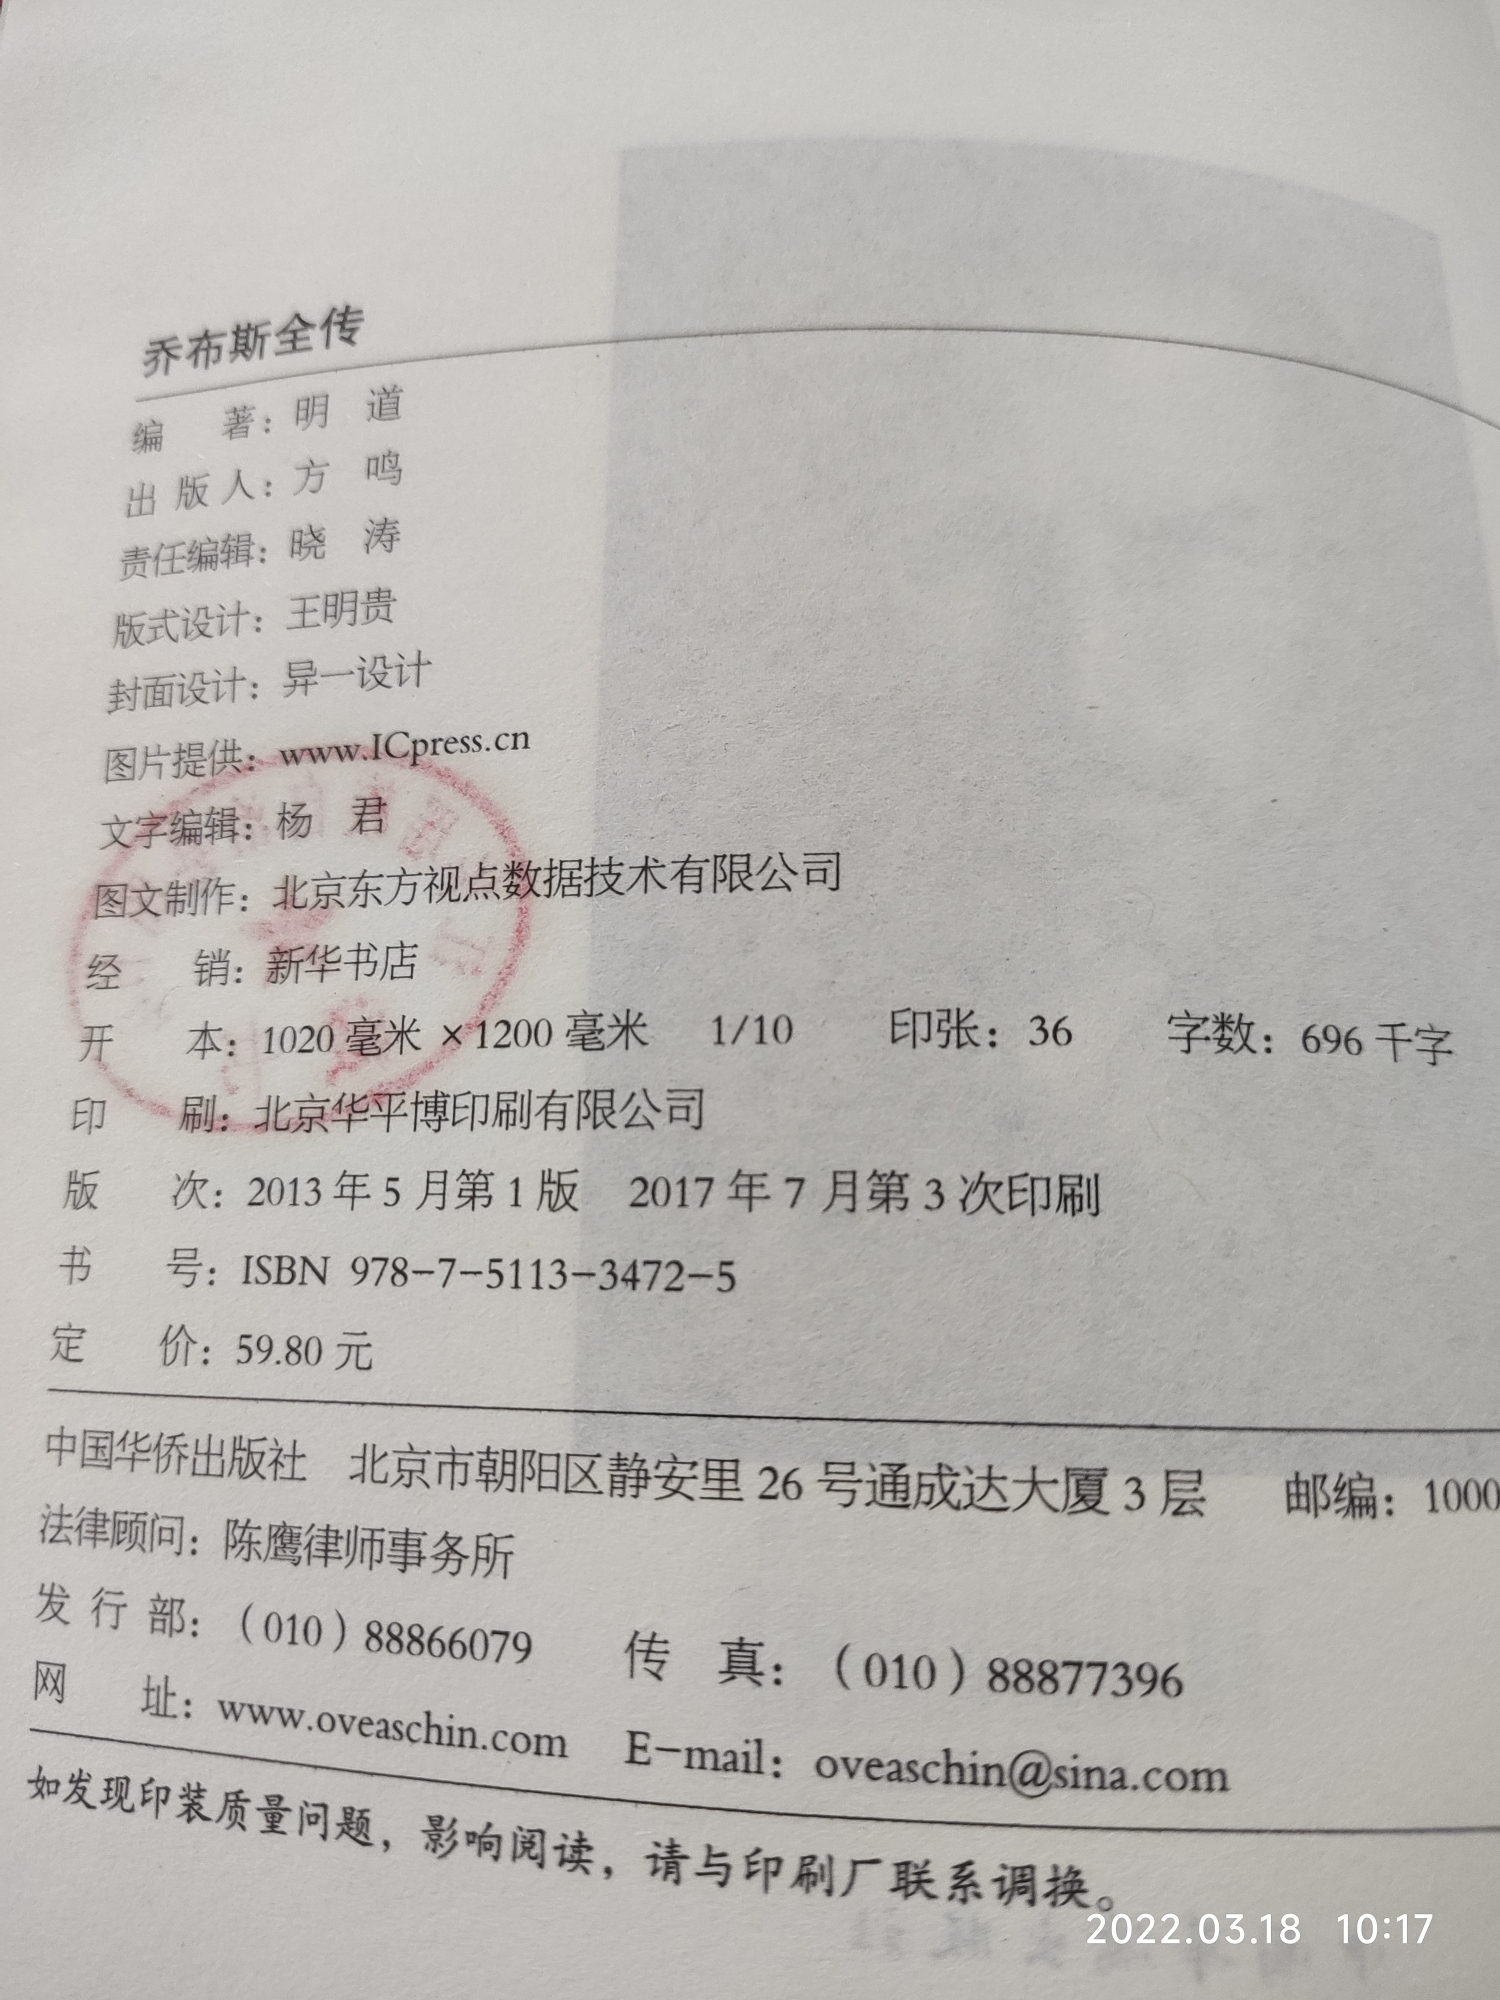 乔布斯全传
编 著：明 道
出 版 人：方 鸣
责任编辑：晓 涛
版式设计：王明贵
封面设计：异一设计
图片提供：www.ICpress.cn
文字编辑：杨 君
图文制作：北京东方视点数据技术有限公司
经 销：新华书店
开 本：1020 毫米 ×1200 毫米 1/10 印张：36 字数：696 千字
印 刷：北京华平博印刷有限公司
版 次：2013 年 5 月第 1 版 2017 年 7 月第 3 次印刷
书 号：ISBN 978-7-5113-3472-5
定 价：59.80 元
中国华侨出版社 北京市朝阳区静安里 26 号通成达大厦 3 层 邮编：1000
法律顾问：陈鹰律师事务所
发 行 部：（010）88866079 传 真：（010）88877396
网 址：www.oveaschin.com E-mail：oveaschin@sina.com
如发现印装质量问题，影响阅读，请与印刷厂联系调换。
2022.03.18 10:17